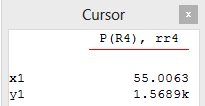 Cursor x
P(R4), rr4
x1 55.0063
y1 1.5689k